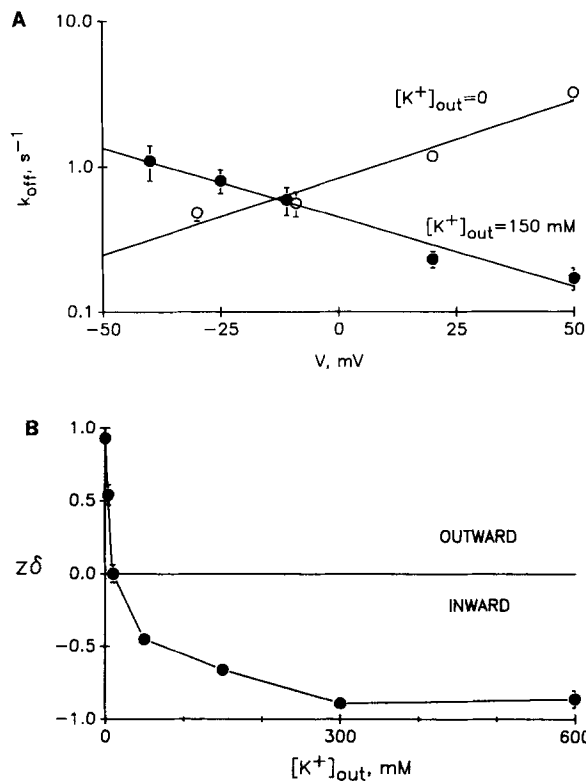 A
10.0
1.0
0.1
k_off, s⁻¹
[K⁺]out=0
[K⁺]out=150 mM
-50
-25
0
25
50
V, mV
B
1.0
0.5
0.0
-0.5
-1.0
Zδ
OUTWARD
INWARD
0
300
600
[K⁺]out, mM